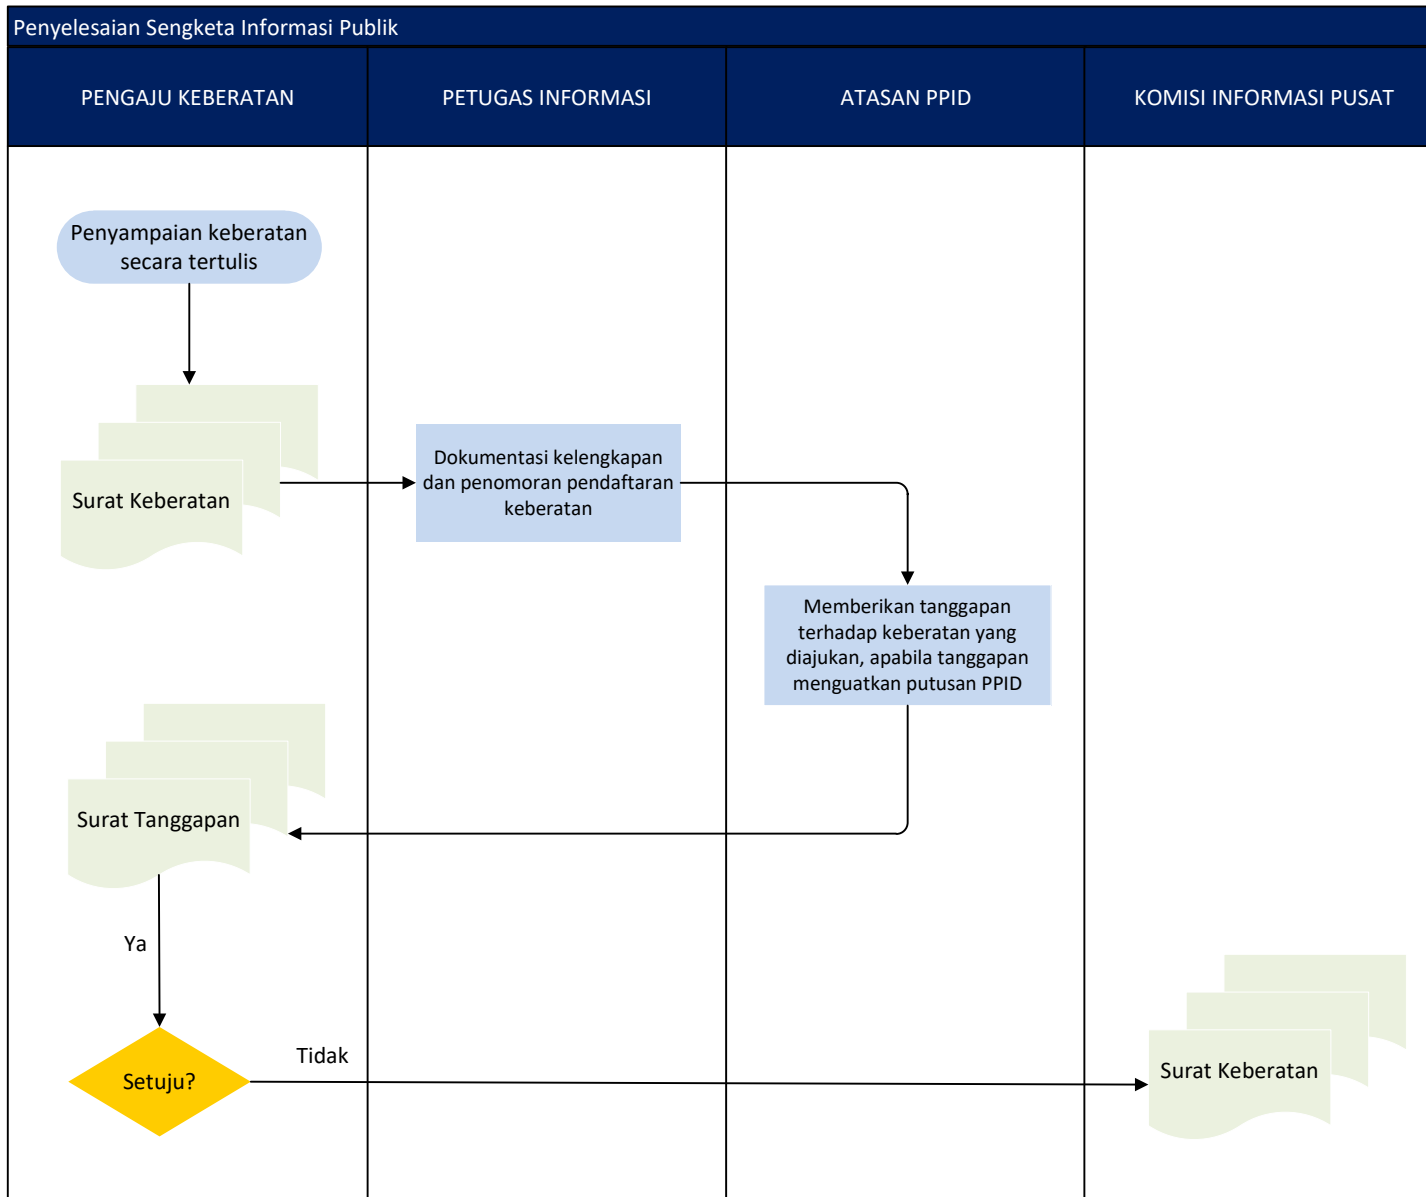 Penyelesaian Sengketa Informasi Publik
PENGAJU KEBERATAN
PETUGAS INFORMASI
ATASAN PPID
KOMISI INFORMASI PUSAT
Penyampaian keberatan
secara tertulis
Surat Keberatan
Dokumentasi kelengkapan
dan penomoran pendaftaran
keberatan
Memberikan tanggapan
terhadap keberatan yang
diajukan, apabila tanggapan
menguatkan putusan PPID
Surat Tanggapan
Ya
Setuju?
Tidak
Surat Keberatan